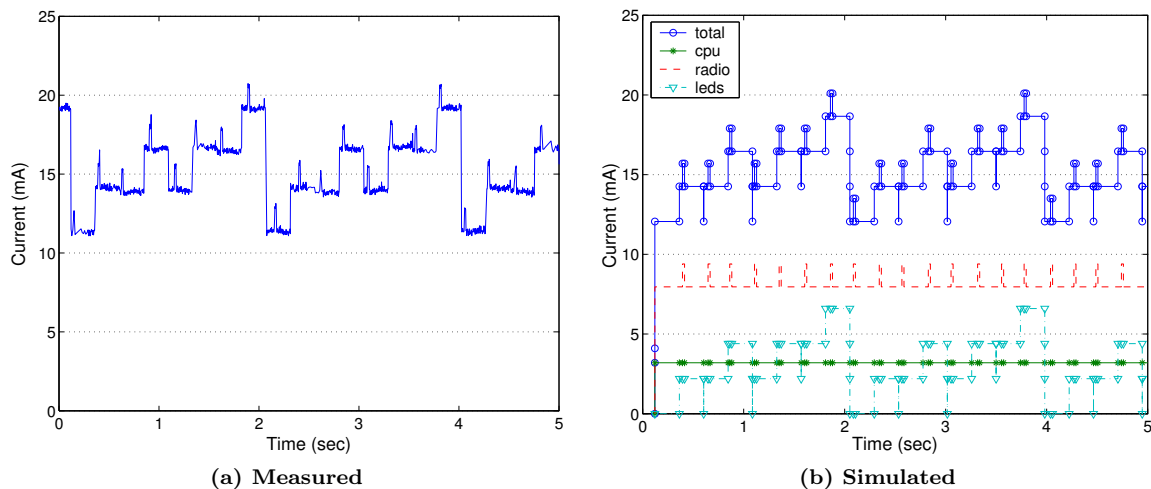 25
20
15
10
5
0
Current (mA)
0 1 2 3 4 5
Time (sec)
(a) Measured
25
20
15
10
5
0
Current (mA)
total
cpu
radio
leds
0 1 2 3 4 5
Time (sec)
(b) Simulated